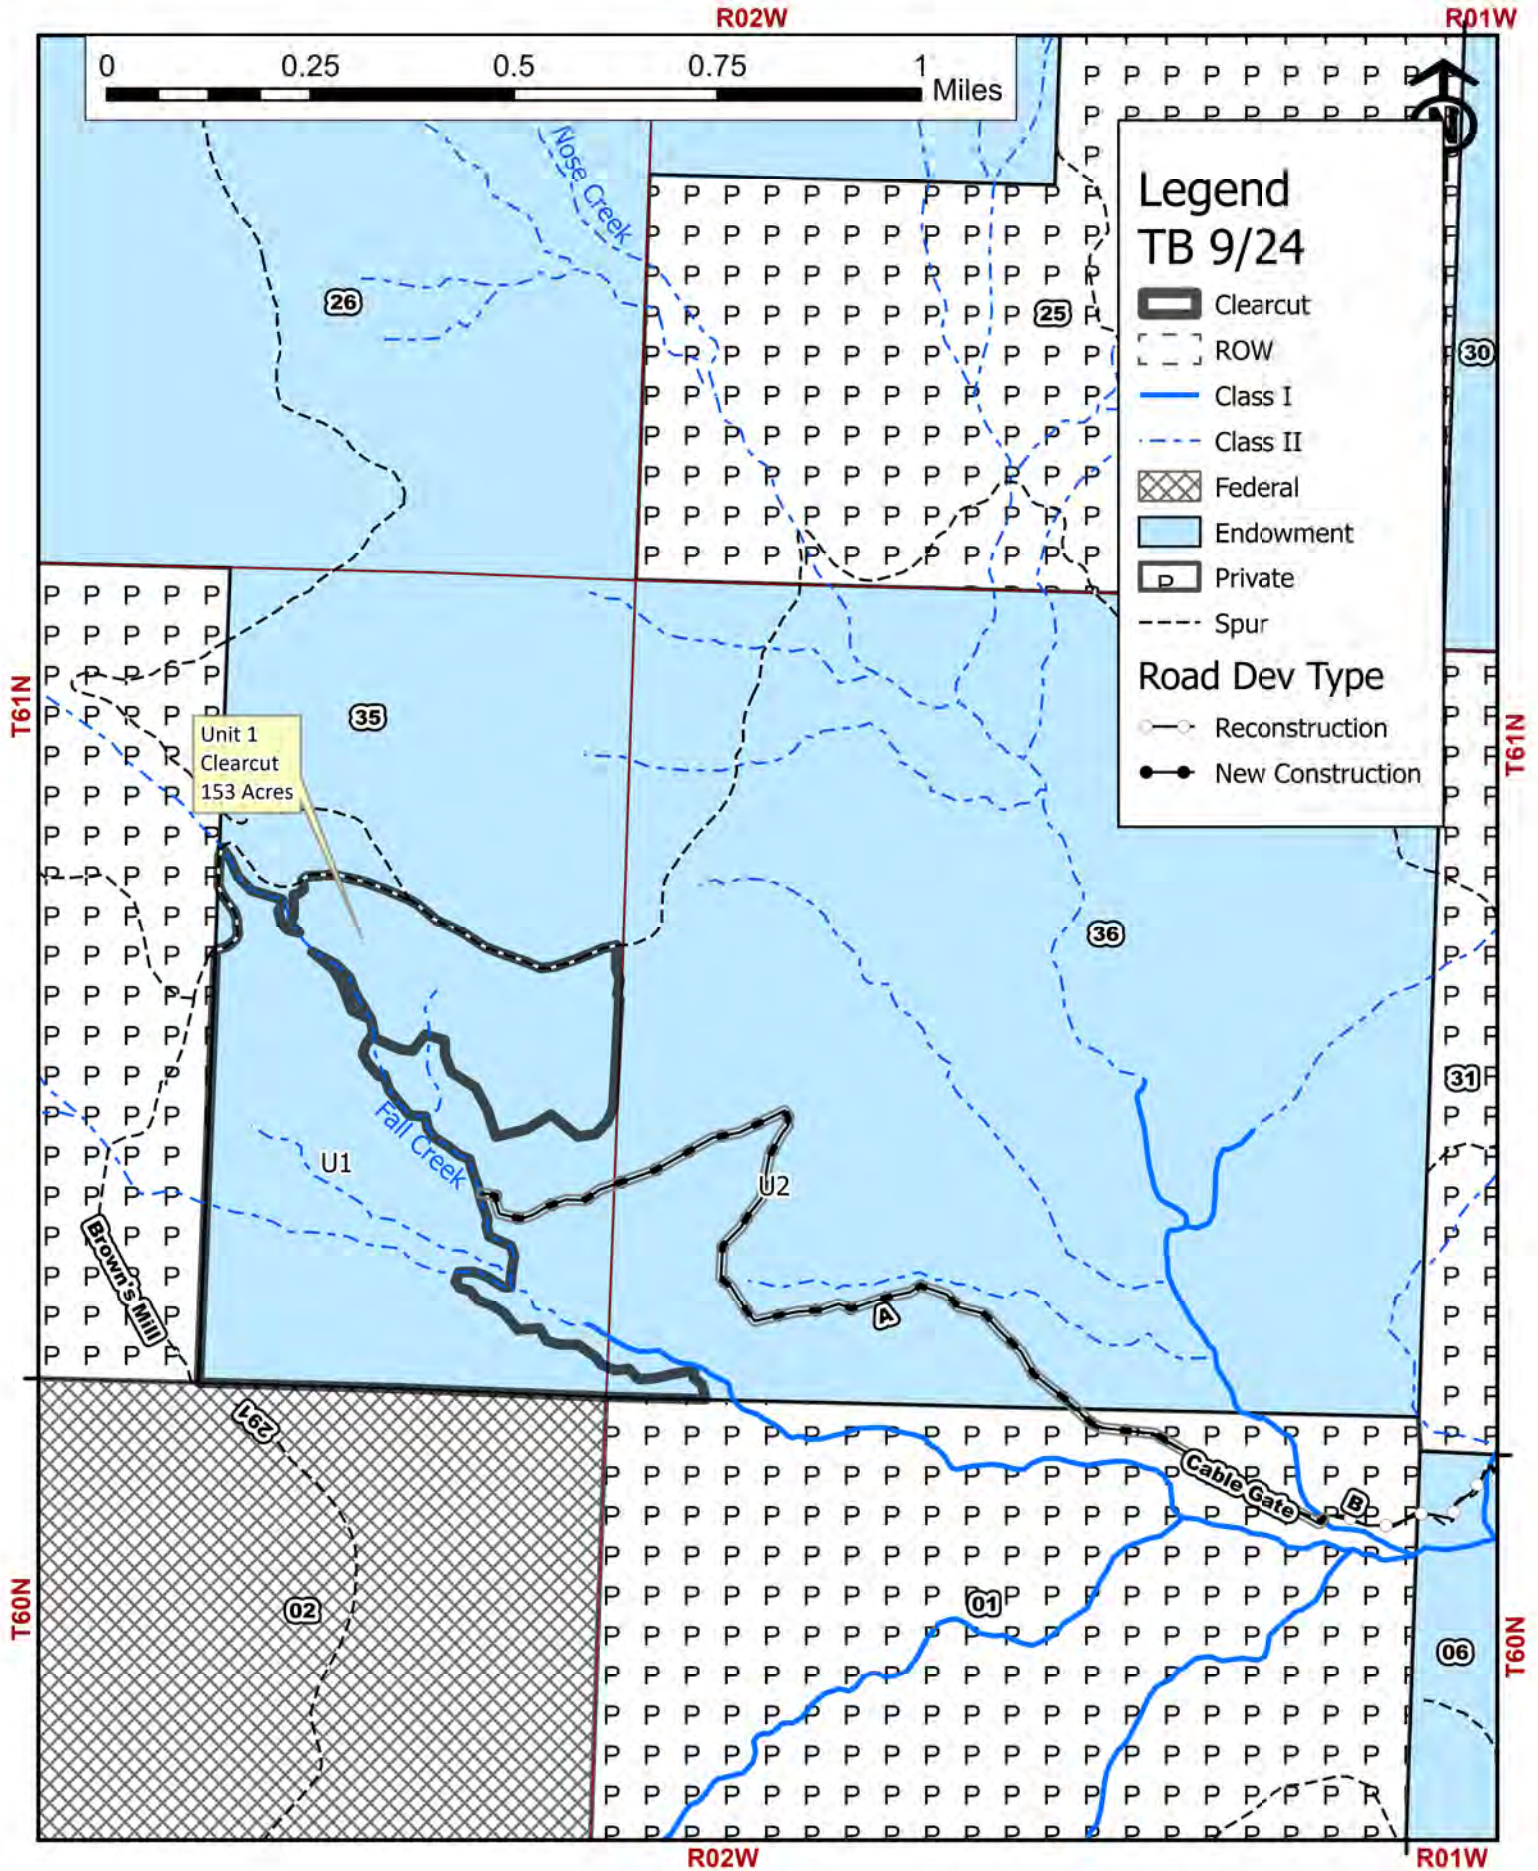 R02W
R01W
0 0.25 0.5 0.75 1
Miles
N
Nose Creek
Legend
TB 9/24
Clearcut
ROW
Class I
Class II
Federal
Endowment
P Private
Spur
Road Dev Type
Reconstruction
New Construction
26
25
30
T61N
T61N
35
Unit 1
Clearcut
153 Acres
36
31
Fall Creek
U1
U2
Brown's Mill
A
291
Cable Gate
B
02
01
06
T60N
T60N
R02W
R01W